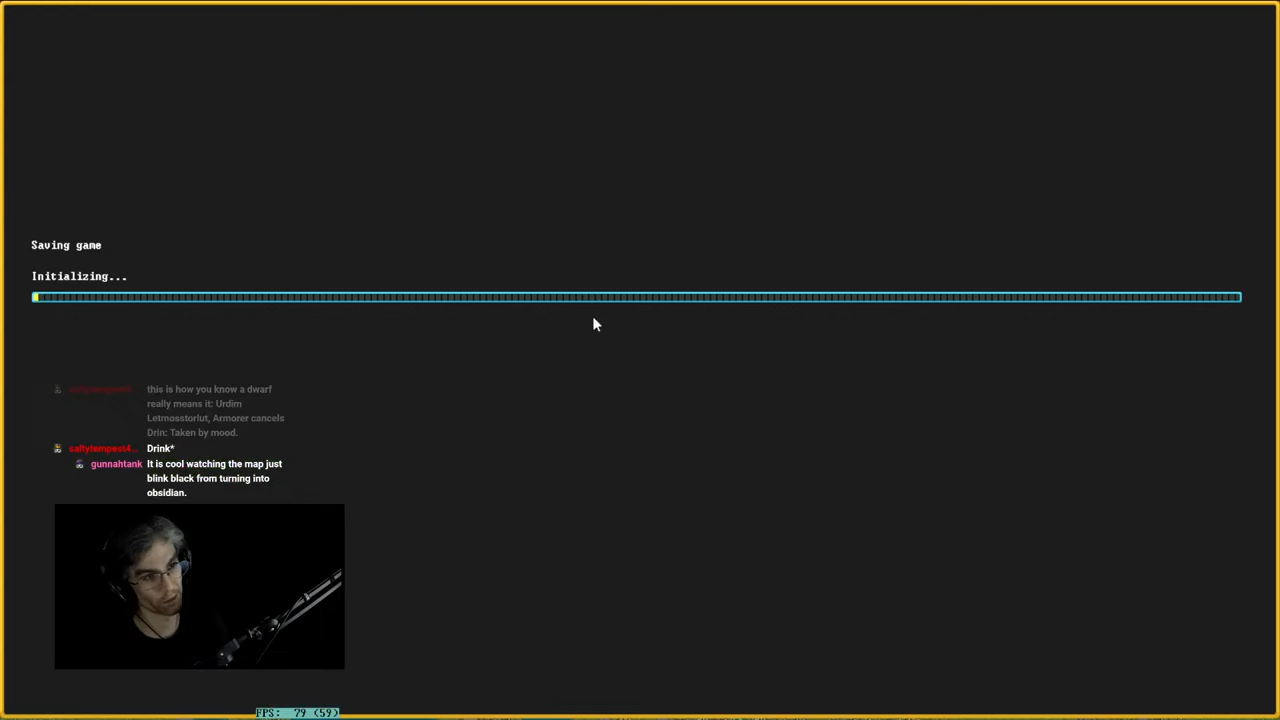 Saving game
Initializing...
this is how you know a dwarf
really means it: Urdim
Letmosstorlut, Armorer cancels
Drin: Taken by mood.
saltytempest4... Drink*
gunnahtank It is cool watching the map just
blink black from turning into
obsidian.
FPS: 79 (59)